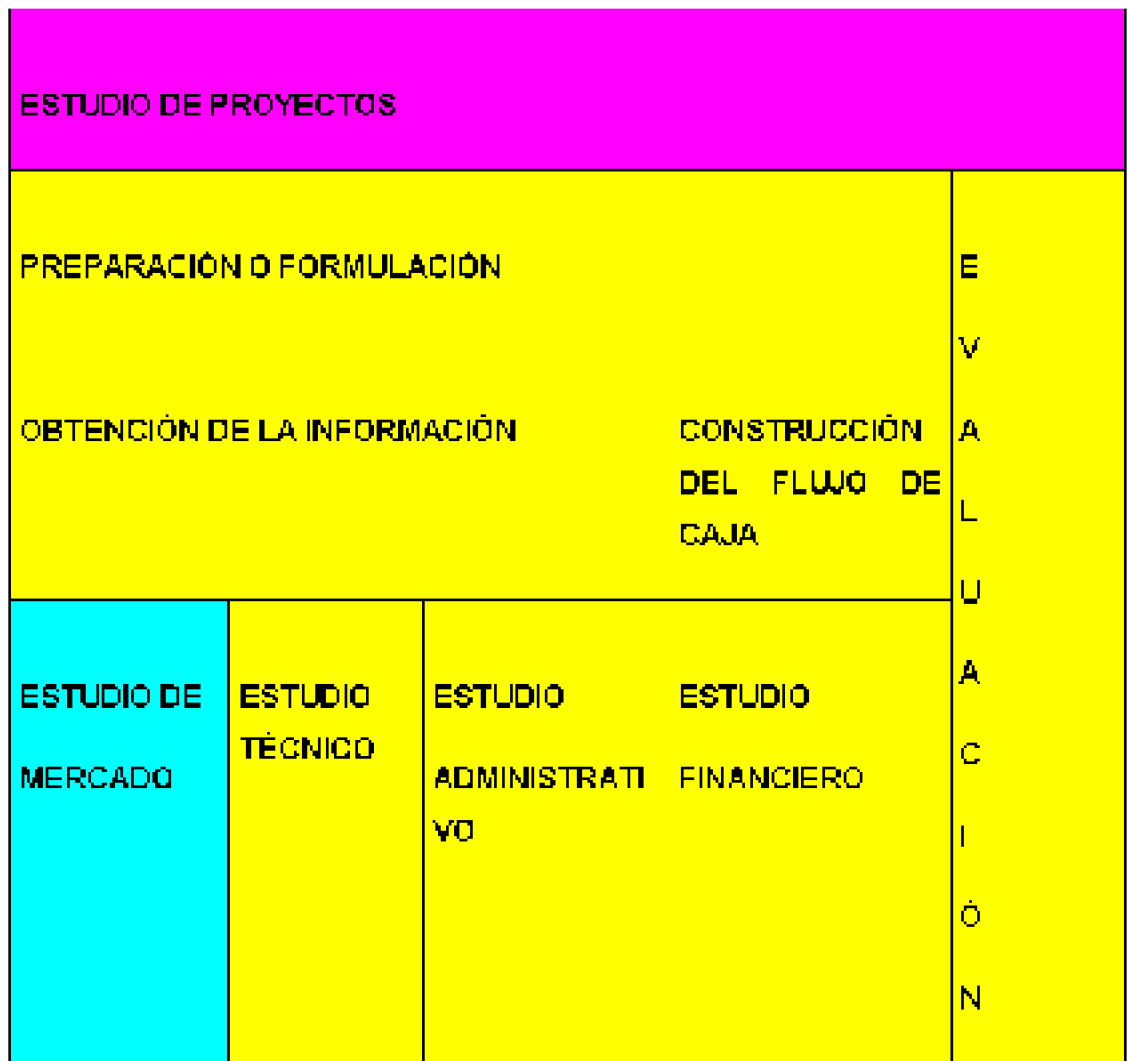 ESTUDIO DE PROYECTOS
PREPARACIÓN O FORMULACIÓN
OBTENCIÓN DE LA INFORMACIÓN
CONSTRUCCIÓN
DEL FLUJO DE
CAJA
ESTUDIO DE
MERCADO
ESTUDIO
TÉCNICO
ESTUDIO
ADMINISTRATI
VO
ESTUDIO
FINANCIERO
E
V
A
L
U
A
C
I
Ó
N